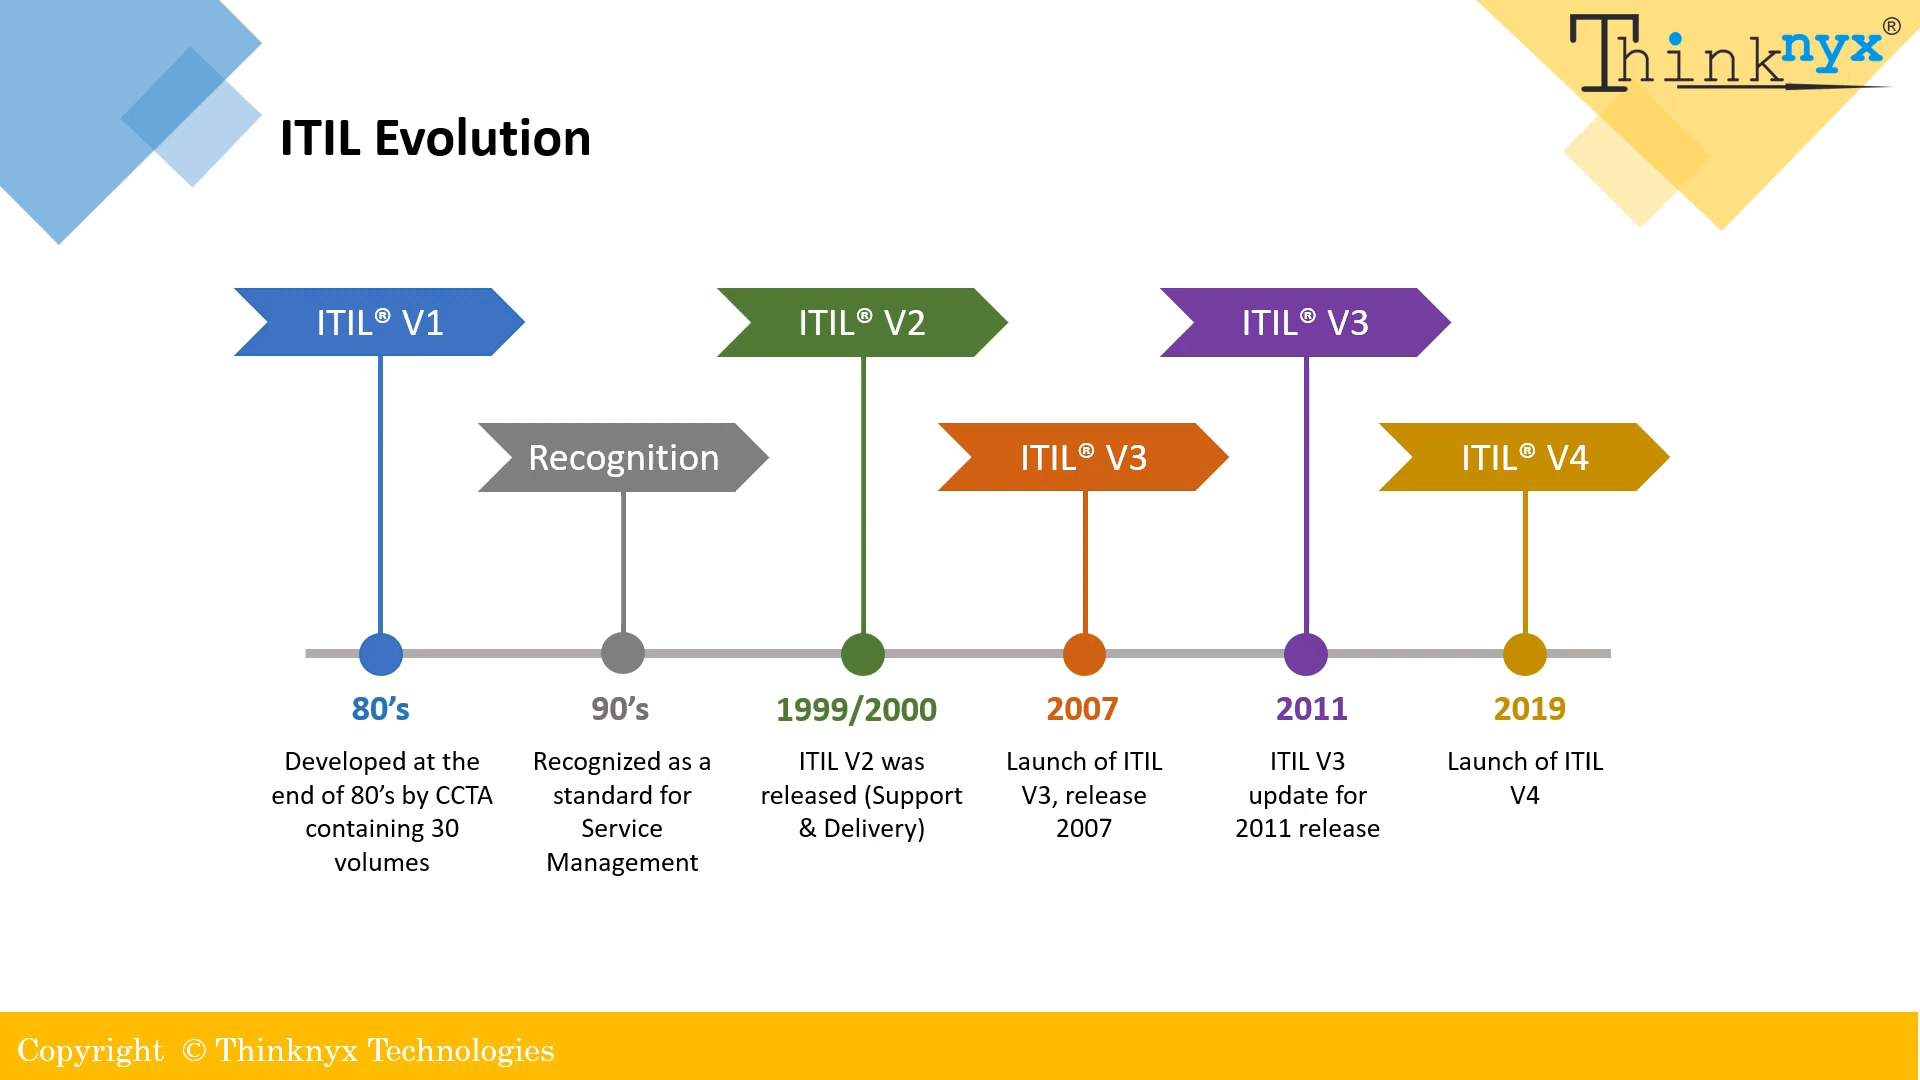 Thinknyx®
ITIL Evolution
ITIL® V1
ITIL® V2
ITIL® V3
Recognition
ITIL® V3
ITIL® V4
80’s
90’s
1999/2000
2007
2011
2019
Developed at the
end of 80’s by CCTA
containing 30
volumes
Recognized as a
standard for
Service
Management
ITIL V2 was
released (Support
& Delivery)
Launch of ITIL
V3, release
2007
ITIL V3
update for
2011 release
Launch of ITIL
V4
Copyright © Thinknyx Technologies